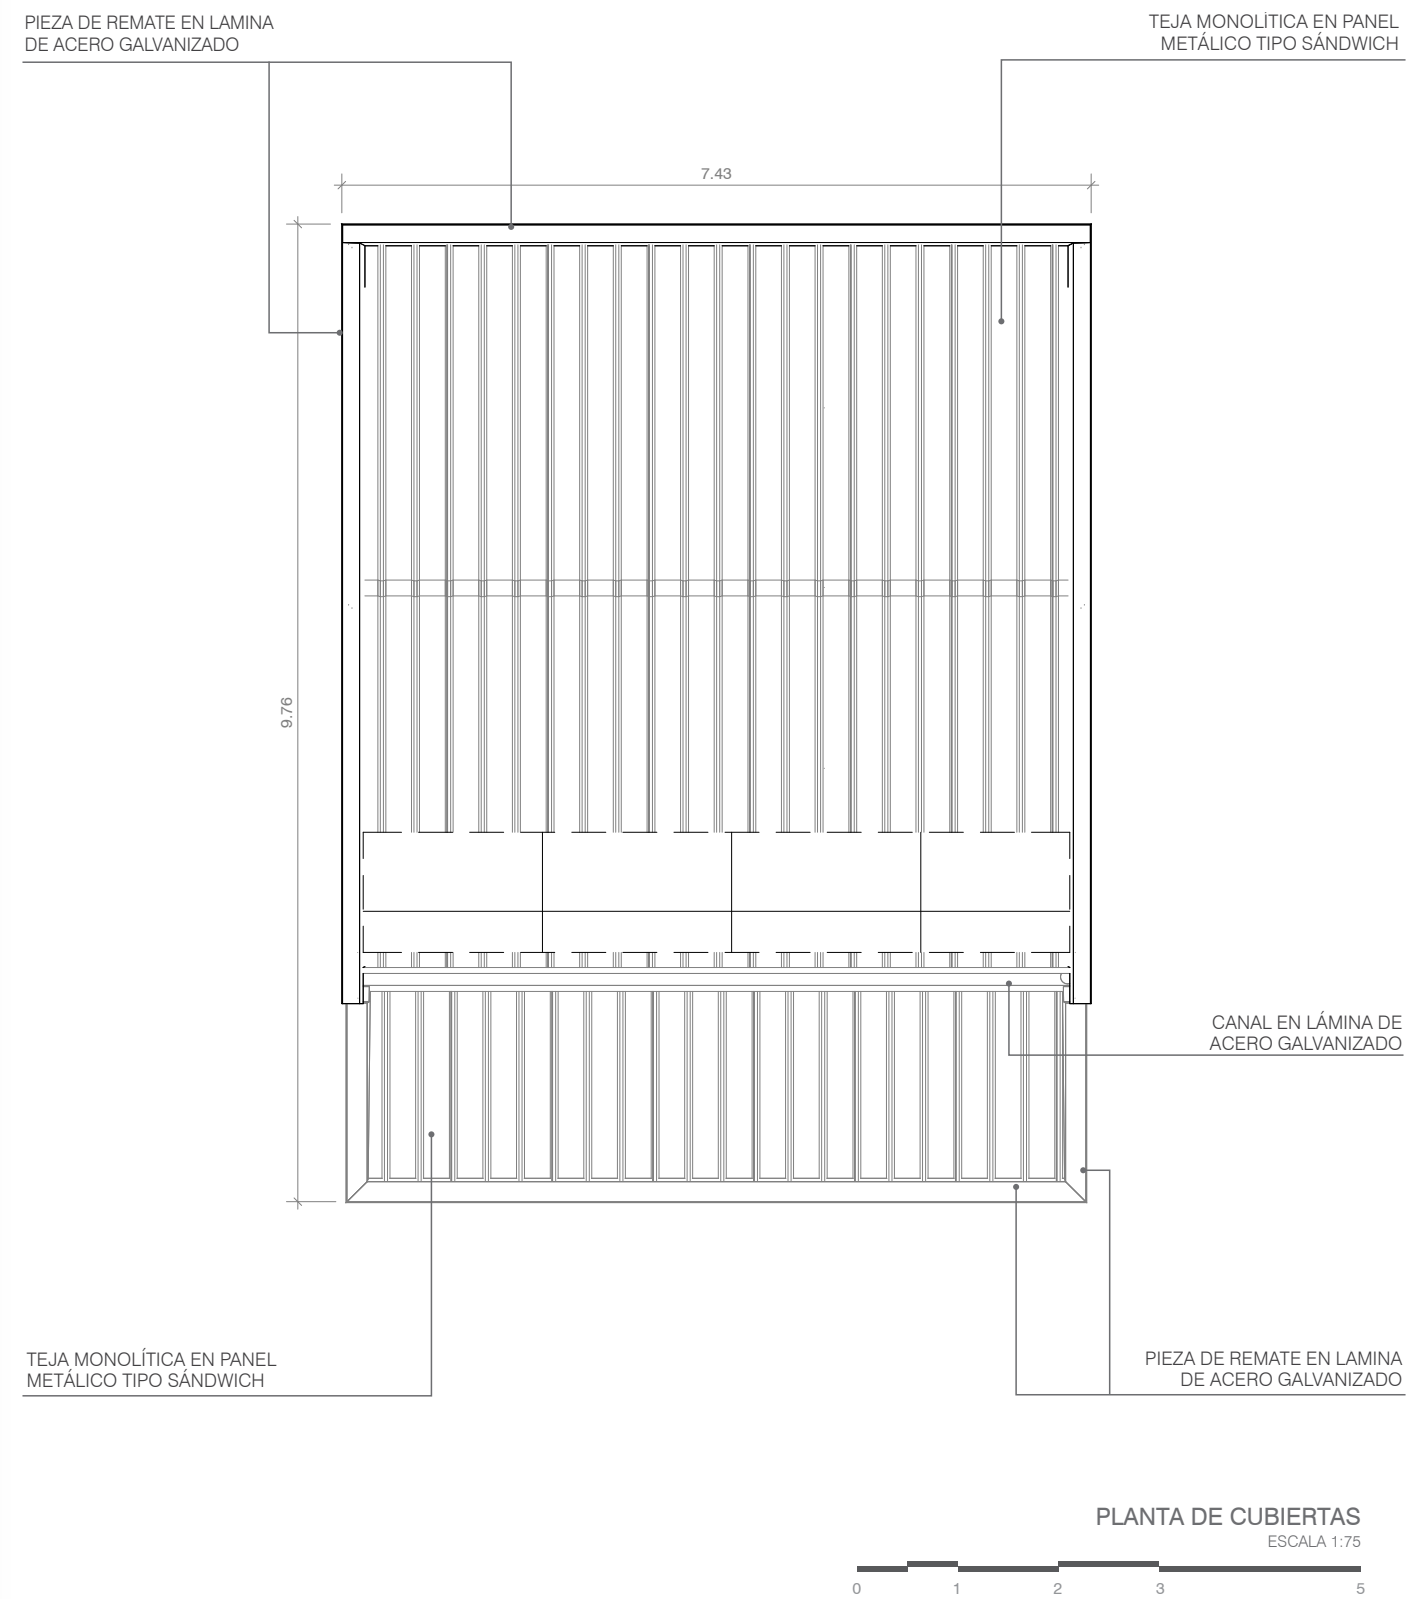 PIEZA DE REMATE EN LAMINA
DE ACERO GALVANIZADO
TEJA MONOLÍTICA EN PANEL
METÁLICO TIPO SÁNDWICH
7.43
9.76
CANAL EN LÁMINA DE
ACERO GALVANIZADO
TEJA MONOLÍTICA EN PANEL
METÁLICO TIPO SÁNDWICH
PIEZA DE REMATE EN LAMINA
DE ACERO GALVANIZADO
PLANTA DE CUBIERTAS
ESCALA 1:75
0 1 2 3 5